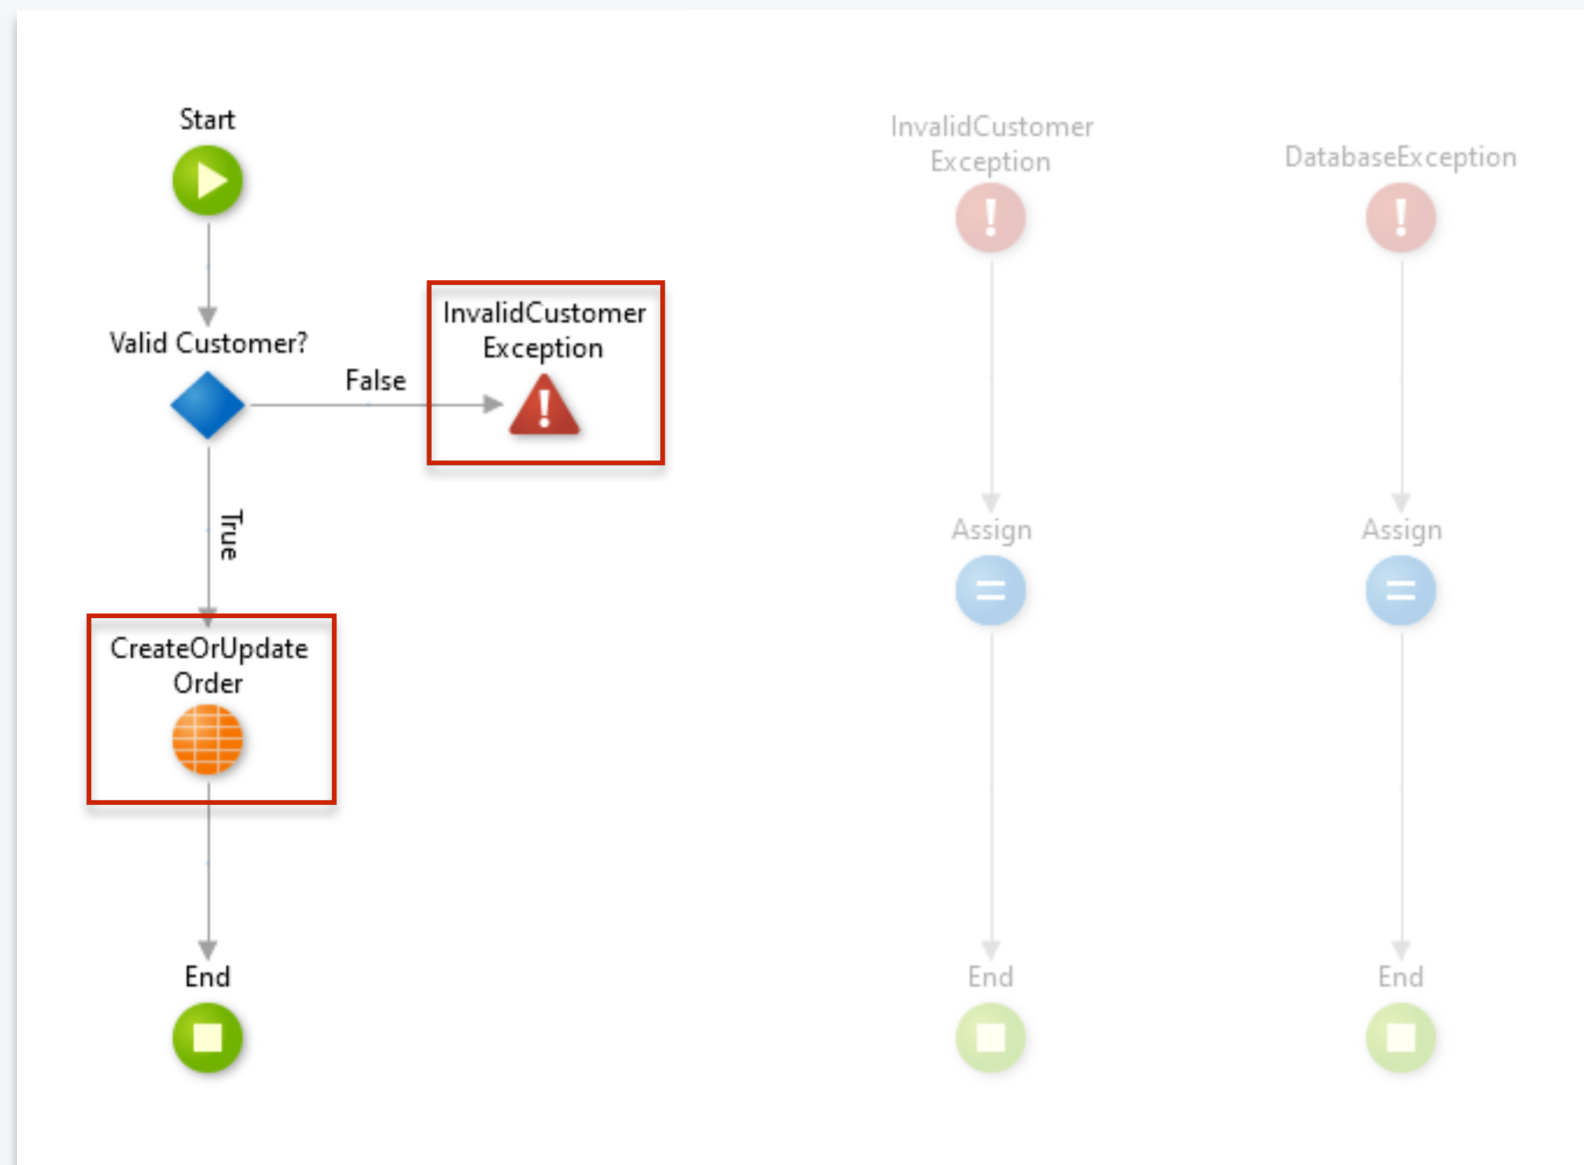 Start
Valid Customer?
False
InvalidCustomer
Exception
True
CreateOrUpdate
Order
End
InvalidCustomer
Exception
Assign
End
DatabaseException
Assign
End